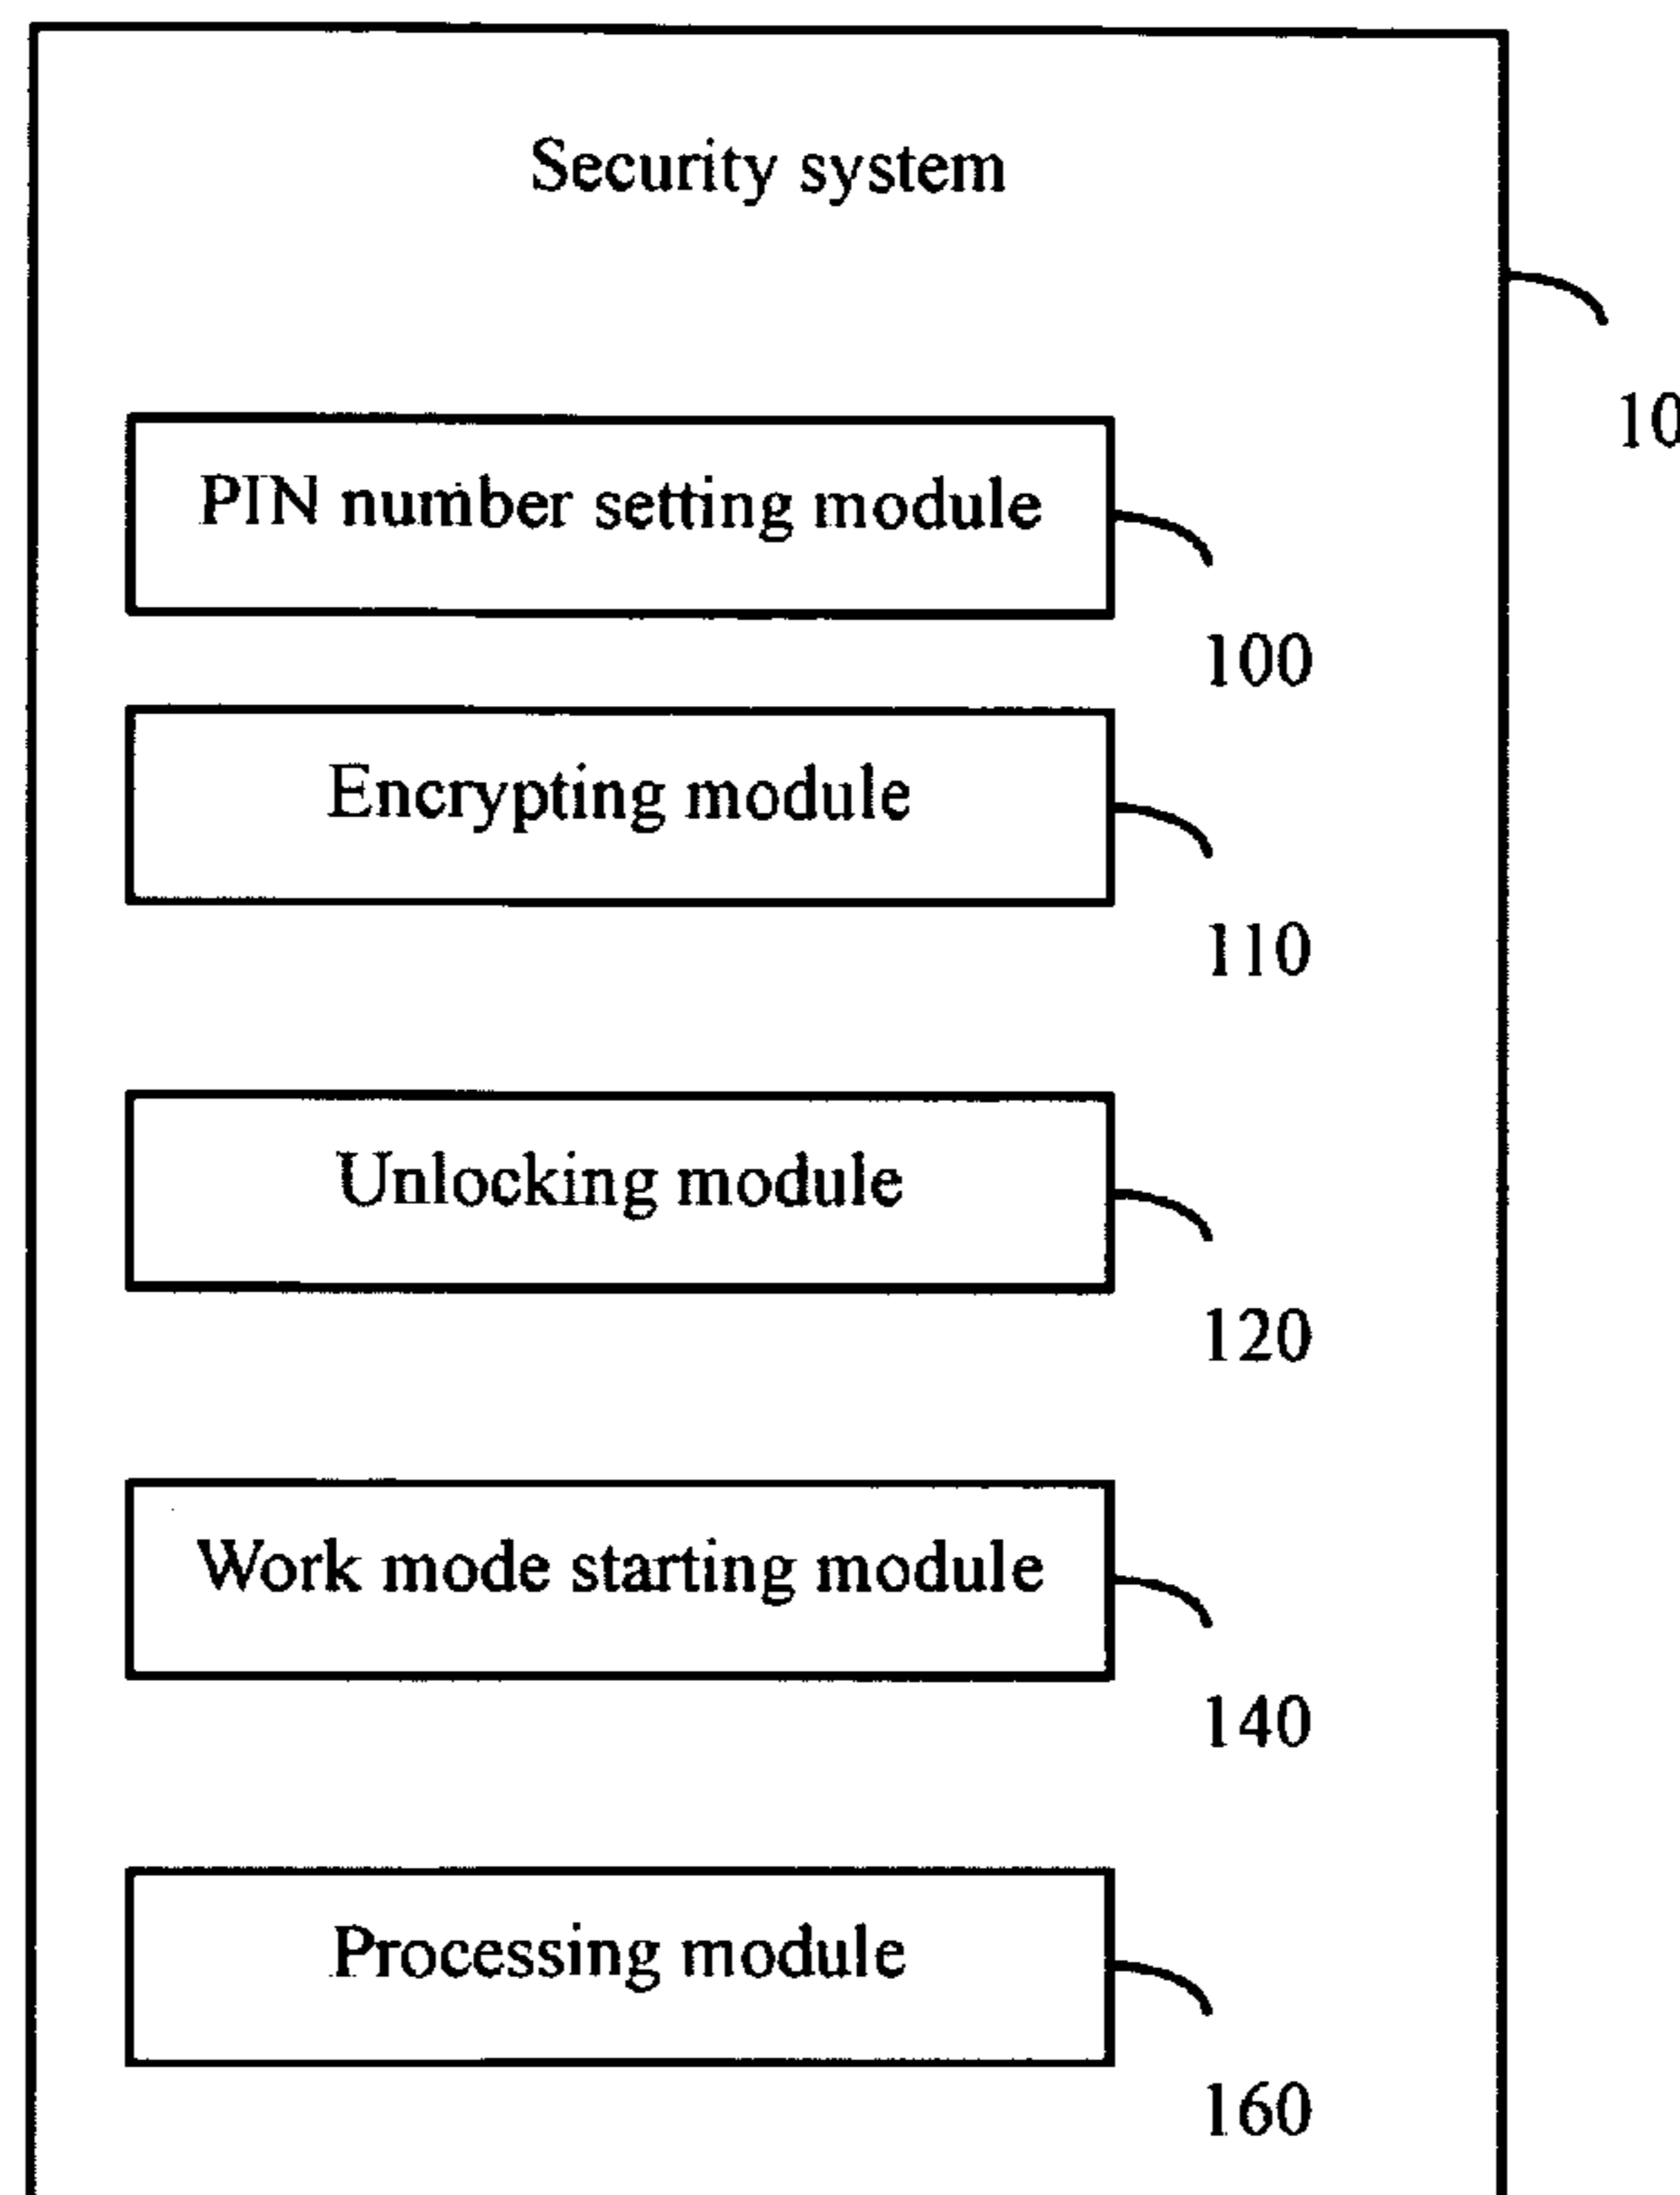 Security system
10
PIN number setting module
100
Encrypting module
110
Unlocking module
120
Work mode starting module
140
Processing module
160